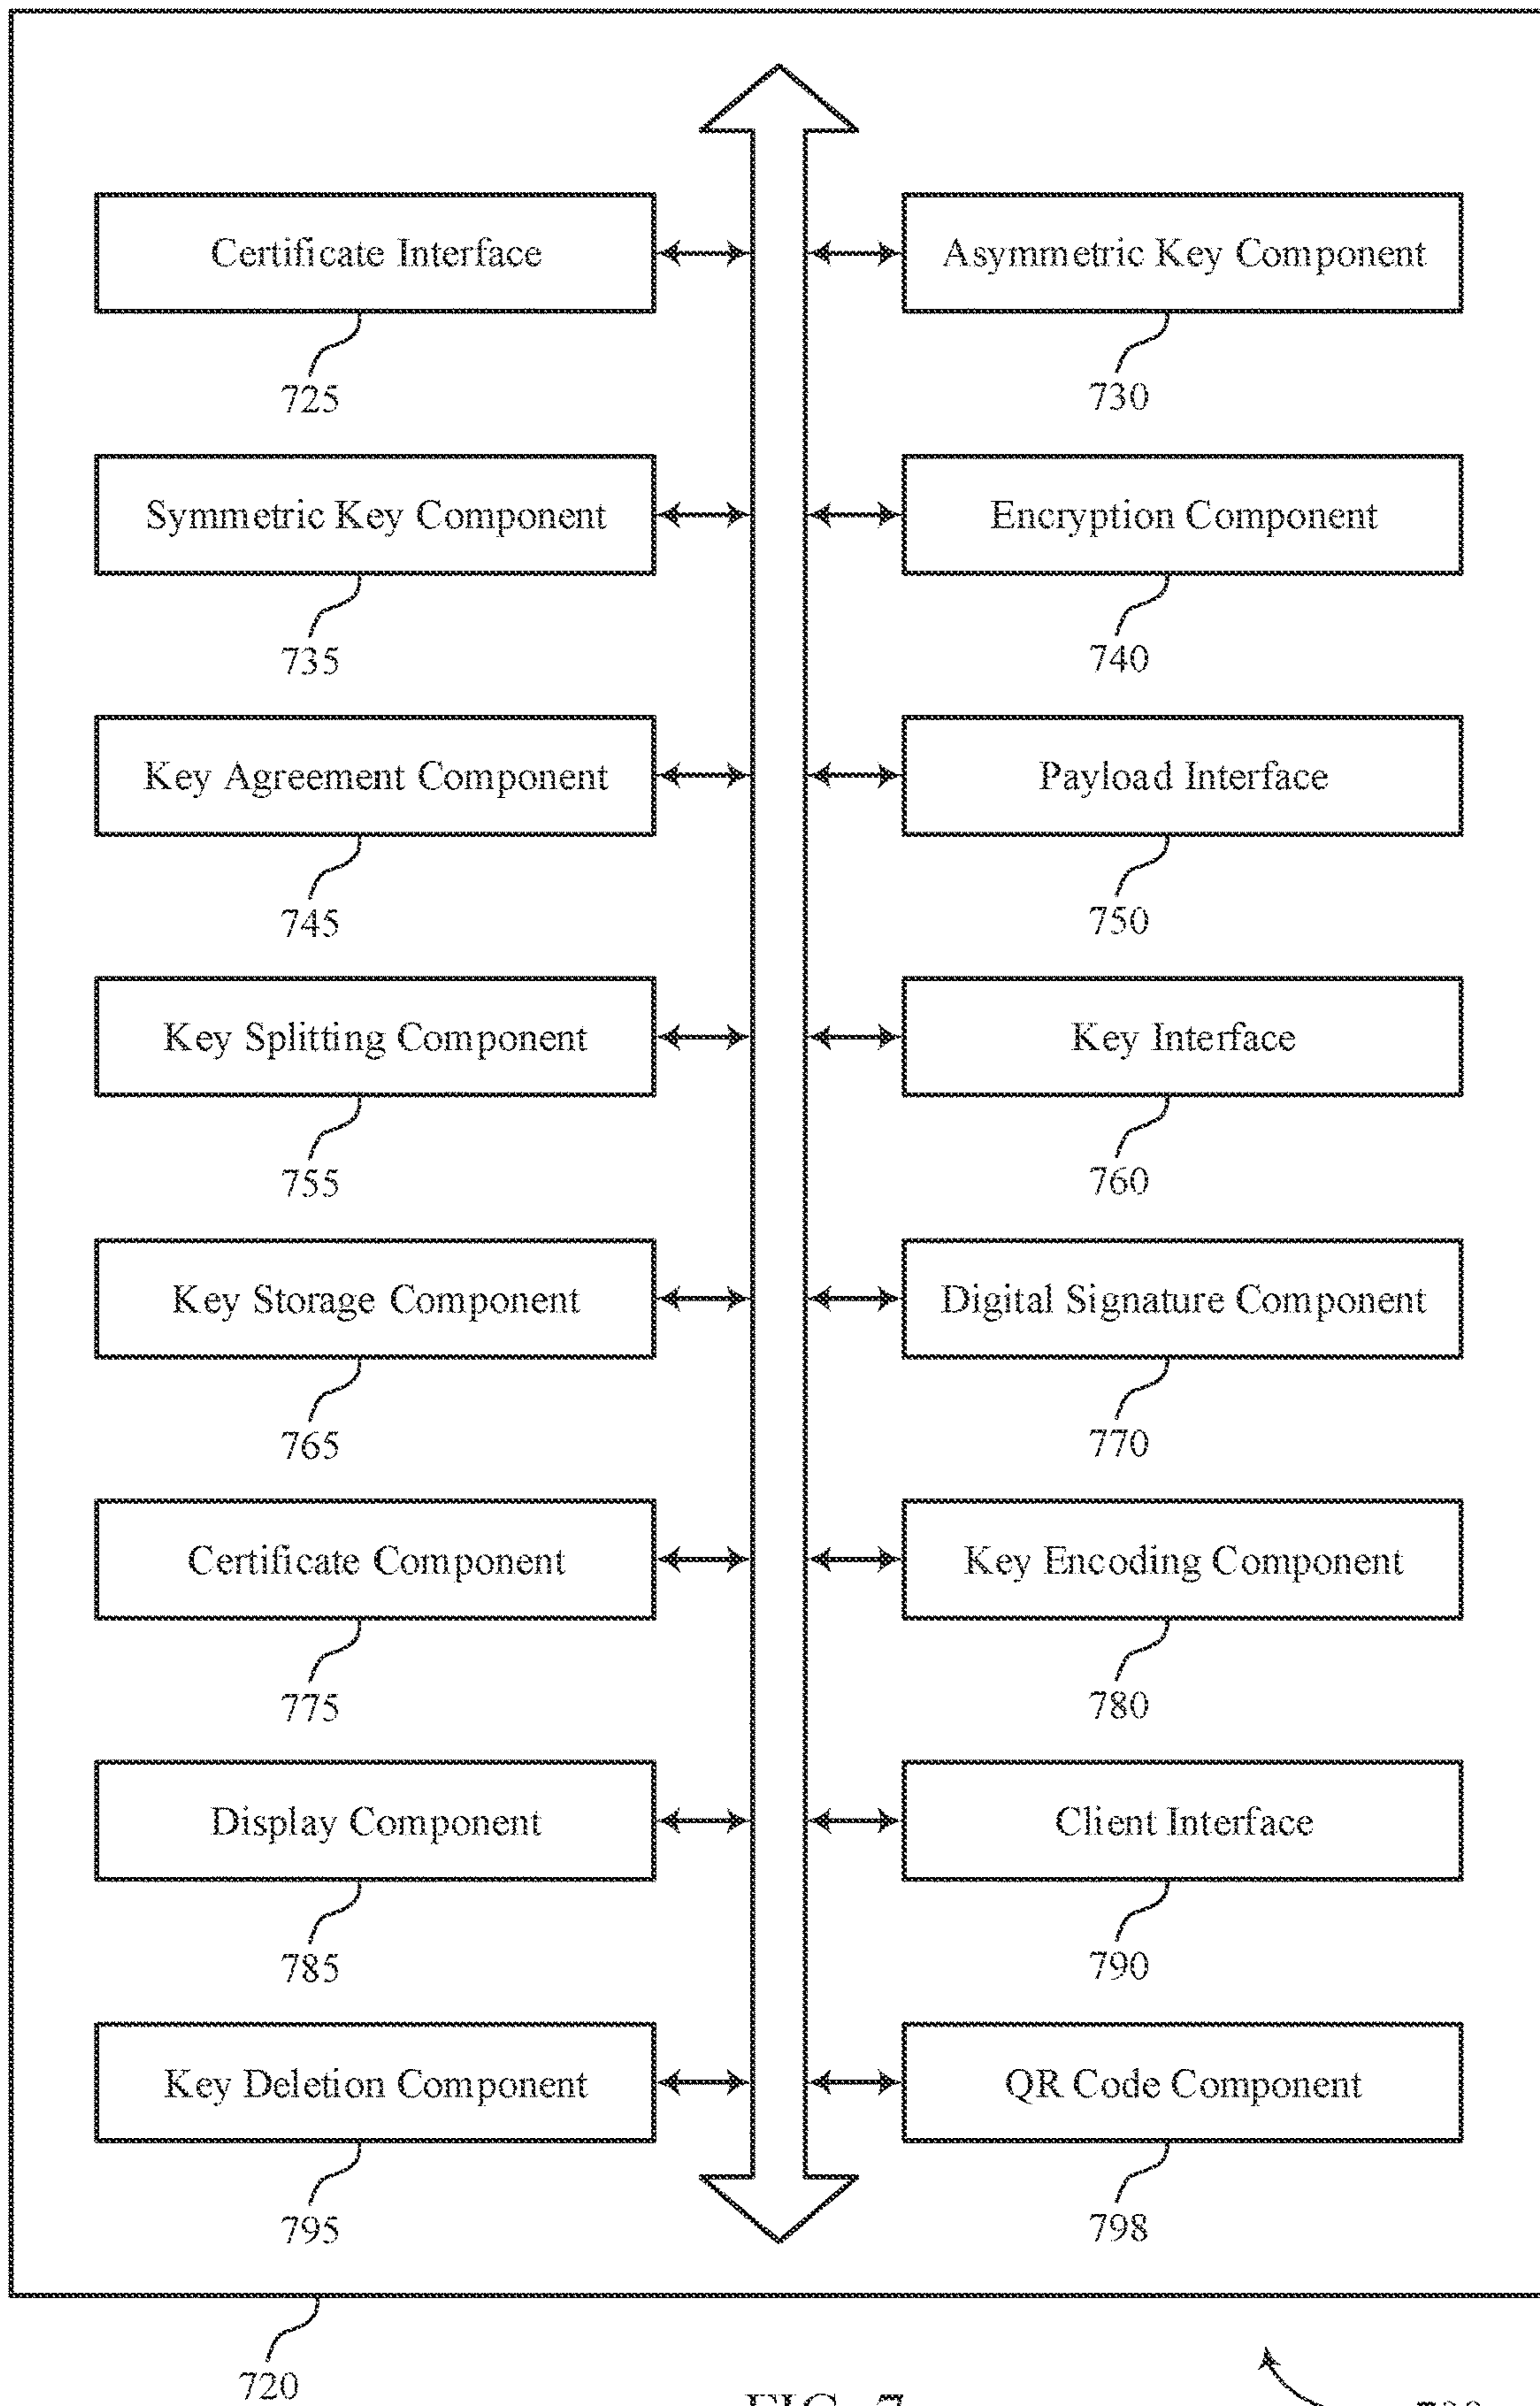 Certificate Interface
Asymmetric Key Component
725
730
Symmetric Key Component
Encryption Component
735
740
Key Agreement Component
Payload Interface
745
750
Key Splitting Component
Key Interface
755
760
Key Storage Component
Digital Signature Component
765
770
Certificate Component
Key Encoding Component
775
780
Display Component
Client Interface
785
790
Key Deletion Component
QR Code Component
795
798
720
FIG. 7